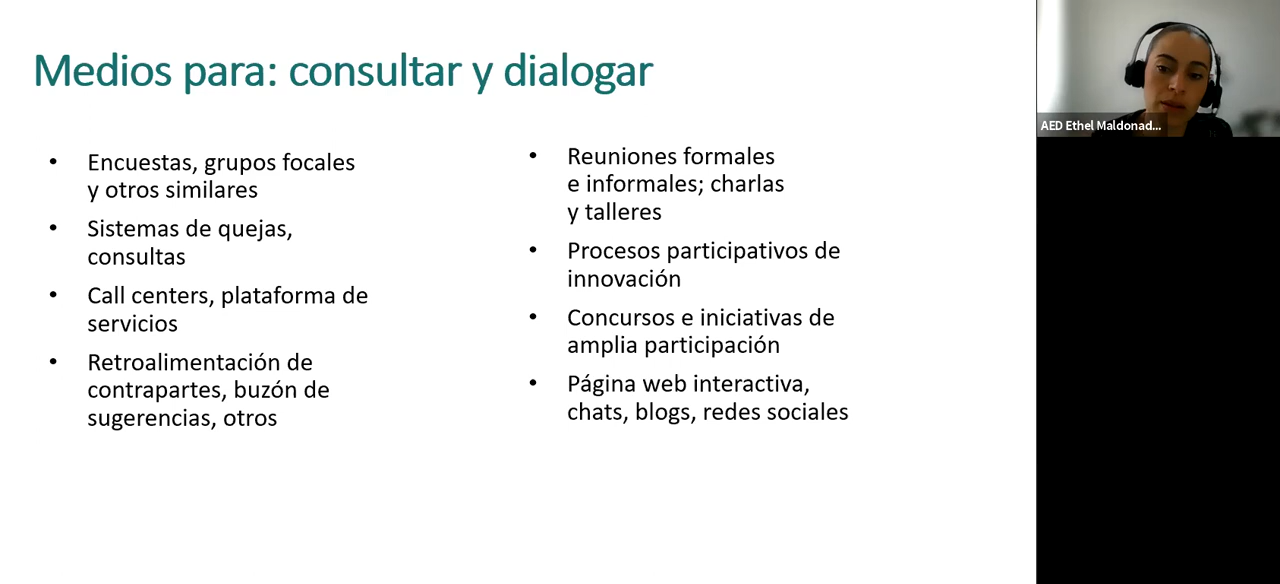 Medios para: consultar y dialogar
• Encuestas, grupos focales
y otros similares
• Sistemas de quejas,
consultas
• Call centers, plataforma de
servicios
• Retroalimentación de
contrapartes, buzón de
sugerencias, otros
• Reuniones formales
e informales; charlas
y talleres
• Procesos participativos de
innovación
• Concursos e iniciativas de
amplia participación
• Página web interactiva,
chats, blogs, redes sociales
AED Ethel Maldonad...